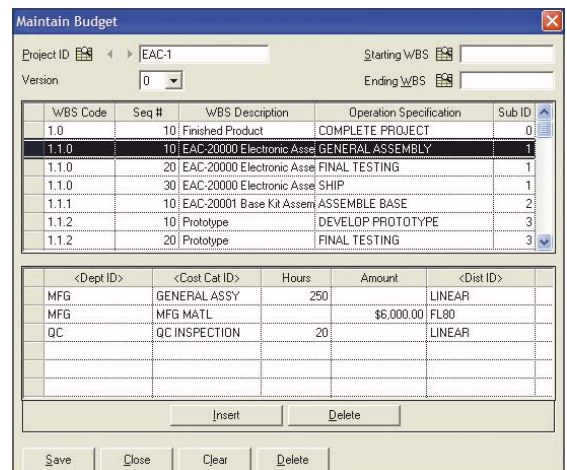 Maintain Budget
Project ID EAC-1 Starting WBS
Version 0 Ending WBS
WBS Code Seq # WBS Description Operation Specification Sub ID
1.0 10 Finished Product COMPLETE PROJECT 0
1.1.0 10 EAC-20000 Electronic Asse GENERAL ASSEMBLY 1
1.1.0 20 EAC-20000 Electronic Asse FINAL TESTING 1
1.1.0 30 EAC-20000 Electronic Asse SHIP 1
1.1.1 10 EAC-20001 Base Kit Assem ASSEMBLE BASE 2
1.1.2 10 Prototype DEVELOP PROTOTYPE 3
1.1.2 20 Prototype FINAL TESTING 3
<Dept ID> <Cost Cat ID> Hours Amount <Dist ID>
MFG GENERAL ASSY 250 LINEAR
MFG MFG MATL $6,000.00 FL80
QC QC INSPECTION 20 LINEAR
Insert Delete
Save Close Clear Delete